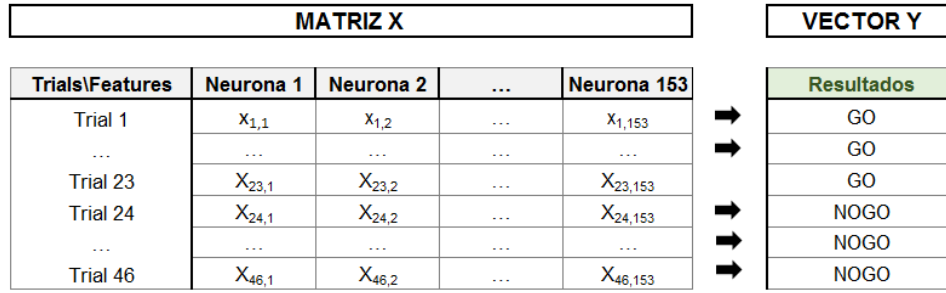 MATRIZ X VECTOR Y
Trials\Features Neurona 1 Neurona 2 ... Neurona 153 Resultados
Trial 1 x1,1 x1,2 ... x1,153 GO
... ... ... ... ... GO
Trial 23 X23,1 X23,2 ... X23,153 GO
Trial 24 X24,1 X24,2 ... X24,153 NOGO
... ... ... ... ... NOGO
Trial 46 X46,1 X46,2 ... X46,153 NOGO